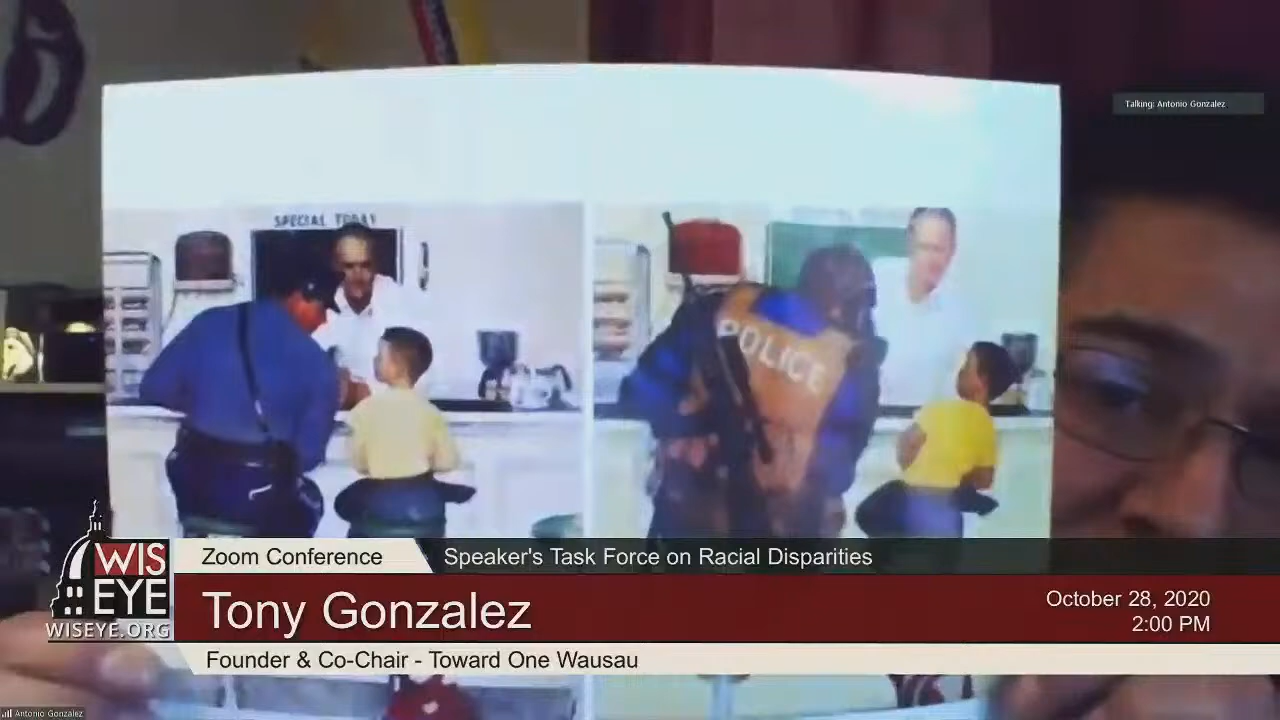 Talking: Antonio Gonzalez
SPECIAL TODAY
POLICE
Zoom Conference
Speaker's Task Force on Racial Disparities
WIS
EYE
WISEYE.ORG
Tony Gonzalez
October 28, 2020
2:00 PM
Founder & Co-Chair - Toward One Wausau
Antonio Gonzalez